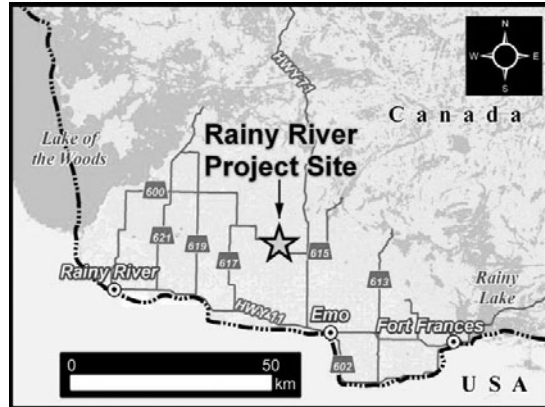 N
W E
S
HWY-71
Canada
Lake of
the Woods
Rainy River
Project Site
600
621
619
617
615
613
Rainy River
HWY-11
Emo
Fort Frances
Rainy
Lake
602
0 50
km
USA